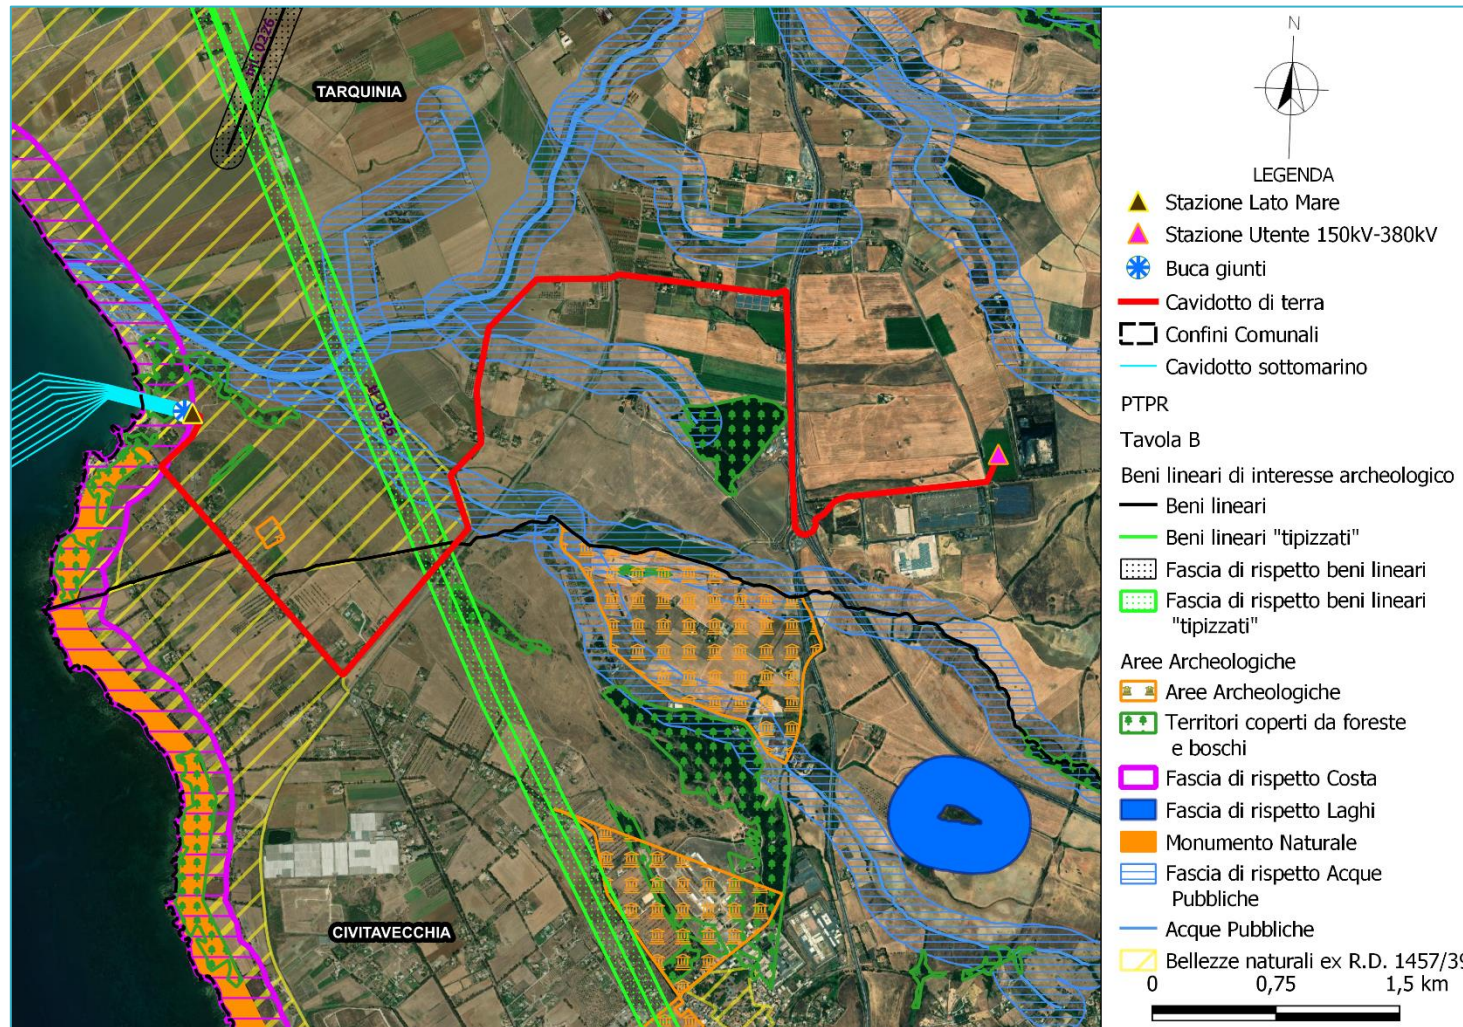 TARQUINIA
CIVITAVECCHIA
N
LEGENDA
Stazione Lato Mare
Stazione Utente 150kV-380kV
Buca giunti
Cavidotto di terra
Confini Comunali
Cavidotto sottomarino
PTPR
Tavola B
Beni lineari di interesse archeologico
Beni lineari
Beni lineari "tipizzati"
Fascia di rispetto beni lineari
Fascia di rispetto beni lineari
"tipizzati"
Aree Archeologiche
Aree Archeologiche
Territori coperti da foreste
e boschi
Fascia di rispetto Costa
Fascia di rispetto Laghi
Monumento Naturale
Fascia di rispetto Acque
Pubbliche
Acque Pubbliche
Bellezze naturali ex R.D. 1457/39
0 0,75 1,5 km